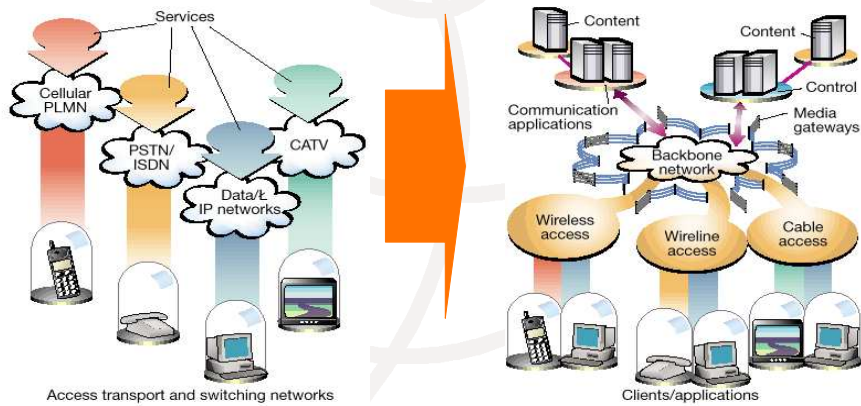 Services
Cellular
PLMN
PSTN/
ISDN
CATV
Data/Ł
IP networks
Access transport and switching networks
Content
Content
Control
Communication
applications
Media
gateways
Backbone
network
Wireless
access
Wireline
access
Cable
access
Clients/applications